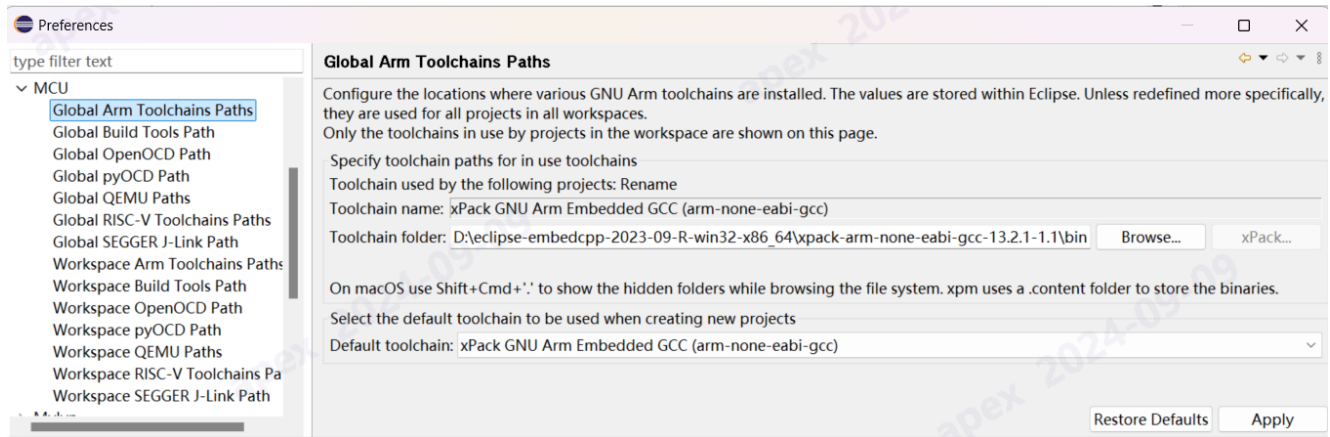 Preferences
type filter text
MCU
Global Arm Toolchains Paths
Global Build Tools Path
Global OpenOCD Path
Global pyOCD Path
Global QEMU Paths
Global RISC-V Toolchains Paths
Global SEGGER J-Link Path
Workspace Arm Toolchains Paths
Workspace Build Tools Path
Workspace OpenOCD Path
Workspace pyOCD Path
Workspace QEMU Paths
Workspace RISC-V Toolchains Pa
Workspace SEGGER J-Link Path
Global Arm Toolchains Paths
Configure the locations where various GNU Arm toolchains are installed. The values are stored within Eclipse. Unless redefined more specifically,
they are used for all projects in all workspaces.
Only the toolchains in use by projects in the workspace are shown on this page.
Specify toolchain paths for in use toolchains
Toolchain used by the following projects: Rename
Toolchain name: xPack GNU Arm Embedded GCC (arm-none-eabi-gcc)
Toolchain folder: D:\eclipse-embedcpp-2023-09-R-win32-x86_64\xpack-arm-none-eabi-gcc-13.2.1-1.1\bin Browse... xPack...
On macOS use Shift+Cmd+'.' to show the hidden folders while browsing the file system. xpm uses a .content folder to store the binaries.
Select the default toolchain to be used when creating new projects
Default toolchain: xPack GNU Arm Embedded GCC (arm-none-eabi-gcc)
Restore Defaults Apply
apex 2024-09-09